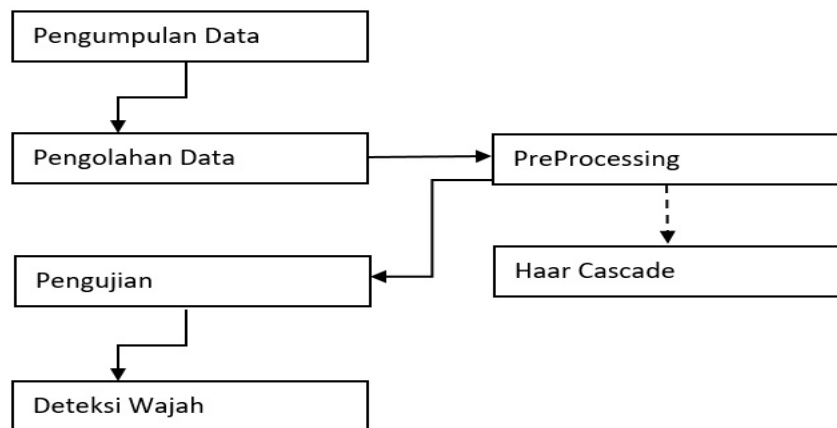 Pengumpulan Data
Pengolahan Data
PreProcessing
Haar Cascade
Pengujian
Deteksi Wajah